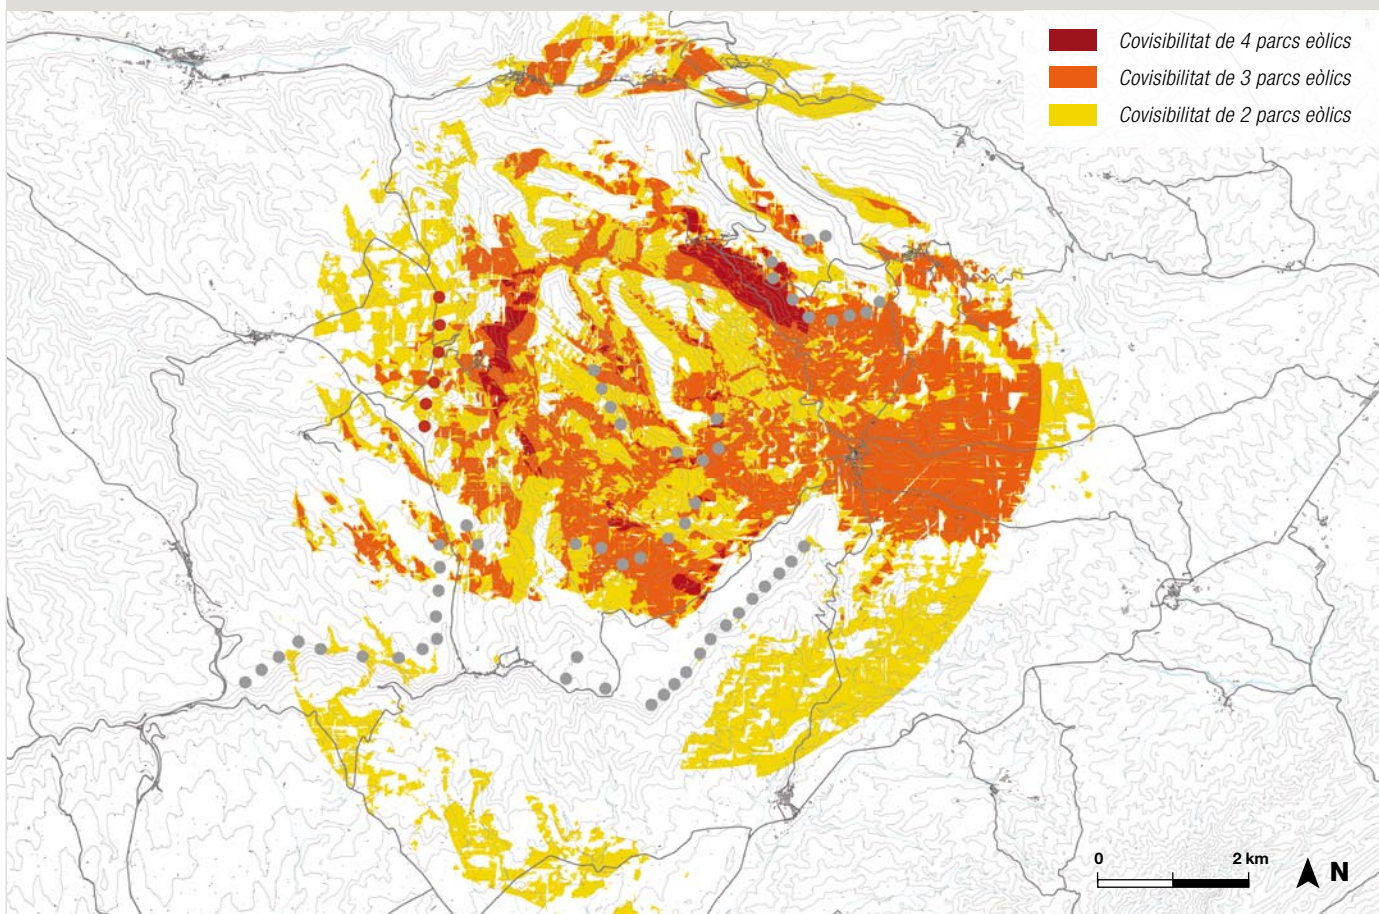 Covisibilitat de 4 parcs eòlics
Covisibilitat de 3 parcs eòlics
Covisibilitat de 2 parcs eòlics
0 2 km N